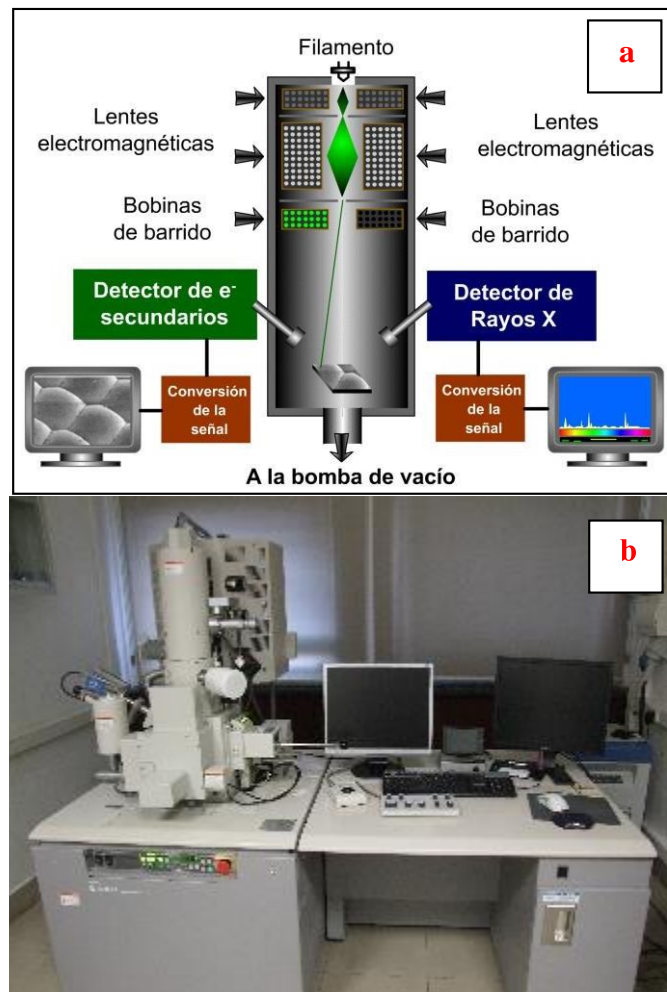 a
Filamento
Lentes
electromagnéticas
Lentes
electromagnéticas
Bobinas
de barrido
Bobinas
de barrido
Detector de e-
secundarios
Detector de
Rayos X
Conversión
de la
señal
Conversión
de la
señal
A la bomba de vacío
b